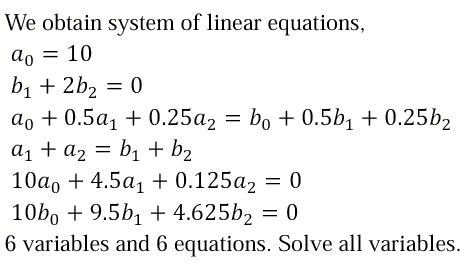 We obtain system of linear equations,
a₀ = 10
b₁ + 2b₂ = 0
a₀ + 0.5a₁ + 0.25a₂ = b₀ + 0.5b₁ + 0.25b₂
a₁ + a₂ = b₁ + b₂
10a₀ + 4.5a₁ + 0.125a₂ = 0
10b₀ + 9.5b₁ + 4.625b₂ = 0
6 variables and 6 equations. Solve all variables.